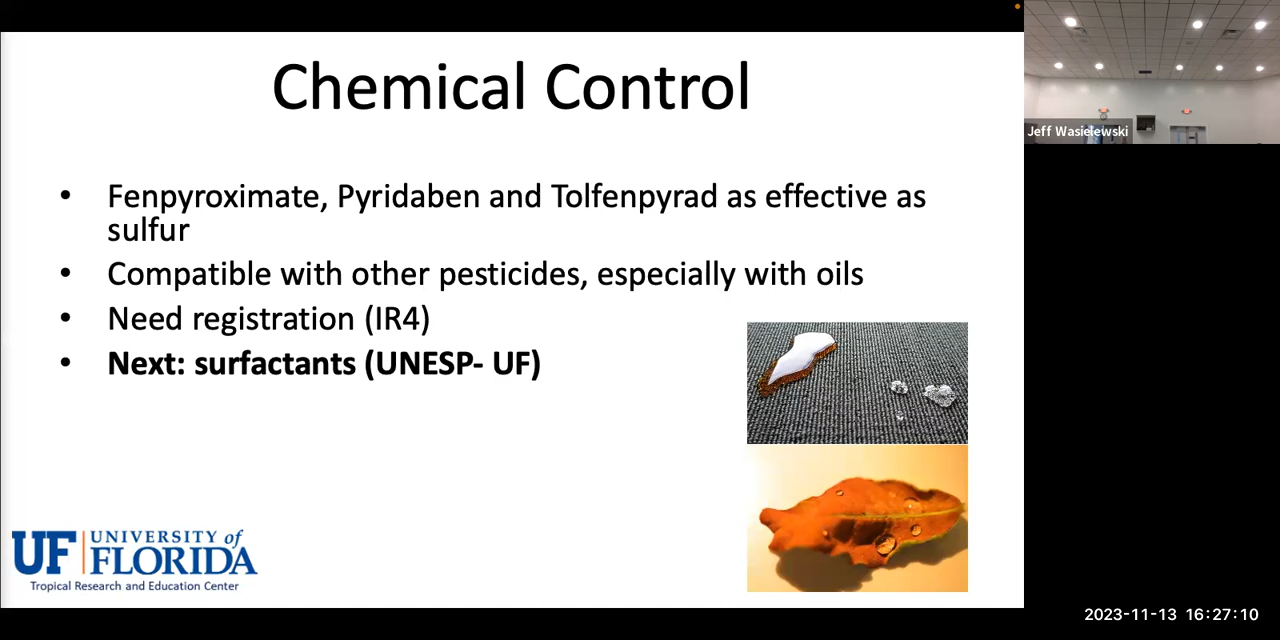 Chemical Control
• Fenpyroximate, Pyridaben and Tolfenpyrad as effective as
sulfur
• Compatible with other pesticides, especially with oils
• Need registration (IR4)
• Next: surfactants (UNESP- UF)
UF UNIVERSITY of
FLORIDA
Tropical Research and Education Center
Jeff Wasielewski
2023-11-13 16:27:10